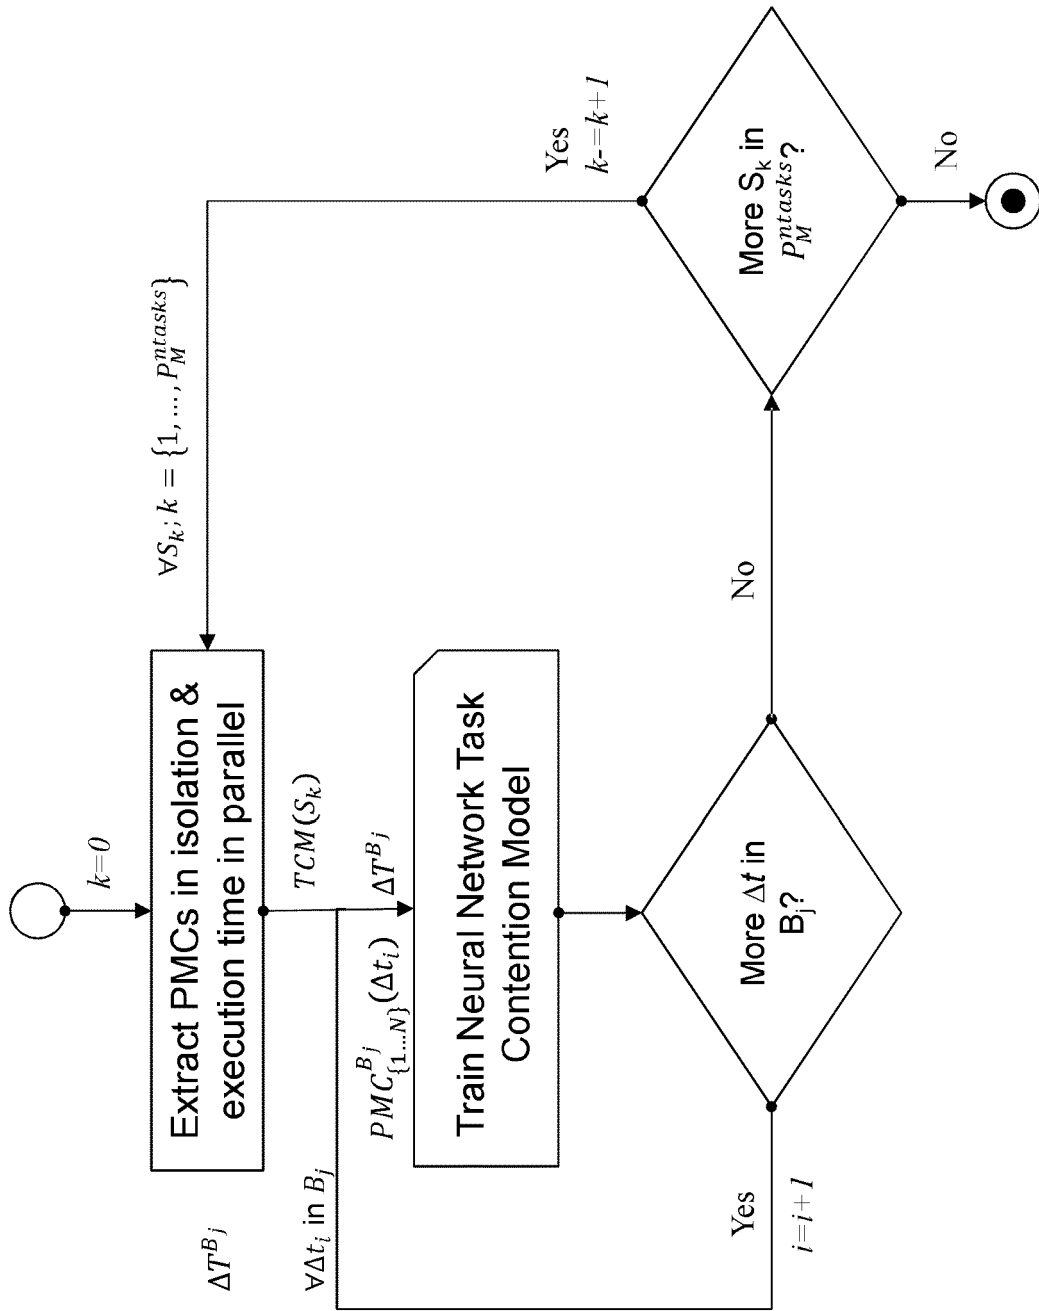 k=0
Extract PMCs in isolation &
execution time in parallel
∀S_k; k = {1, ..., P_M^{ntasks}}
ΔT^{B_j}
TCM(S_k)
∀Δt_i in B_j
PMC_{\{1...N\}}^{B_j}(Δt_i)
ΔT^{B_j}
Train Neural Network Task
Contention Model
More Δt in
B_j?
Yes
i=i+1
No
More S_k in
P_M^{ntasks}?
Yes
k-=k+1
No